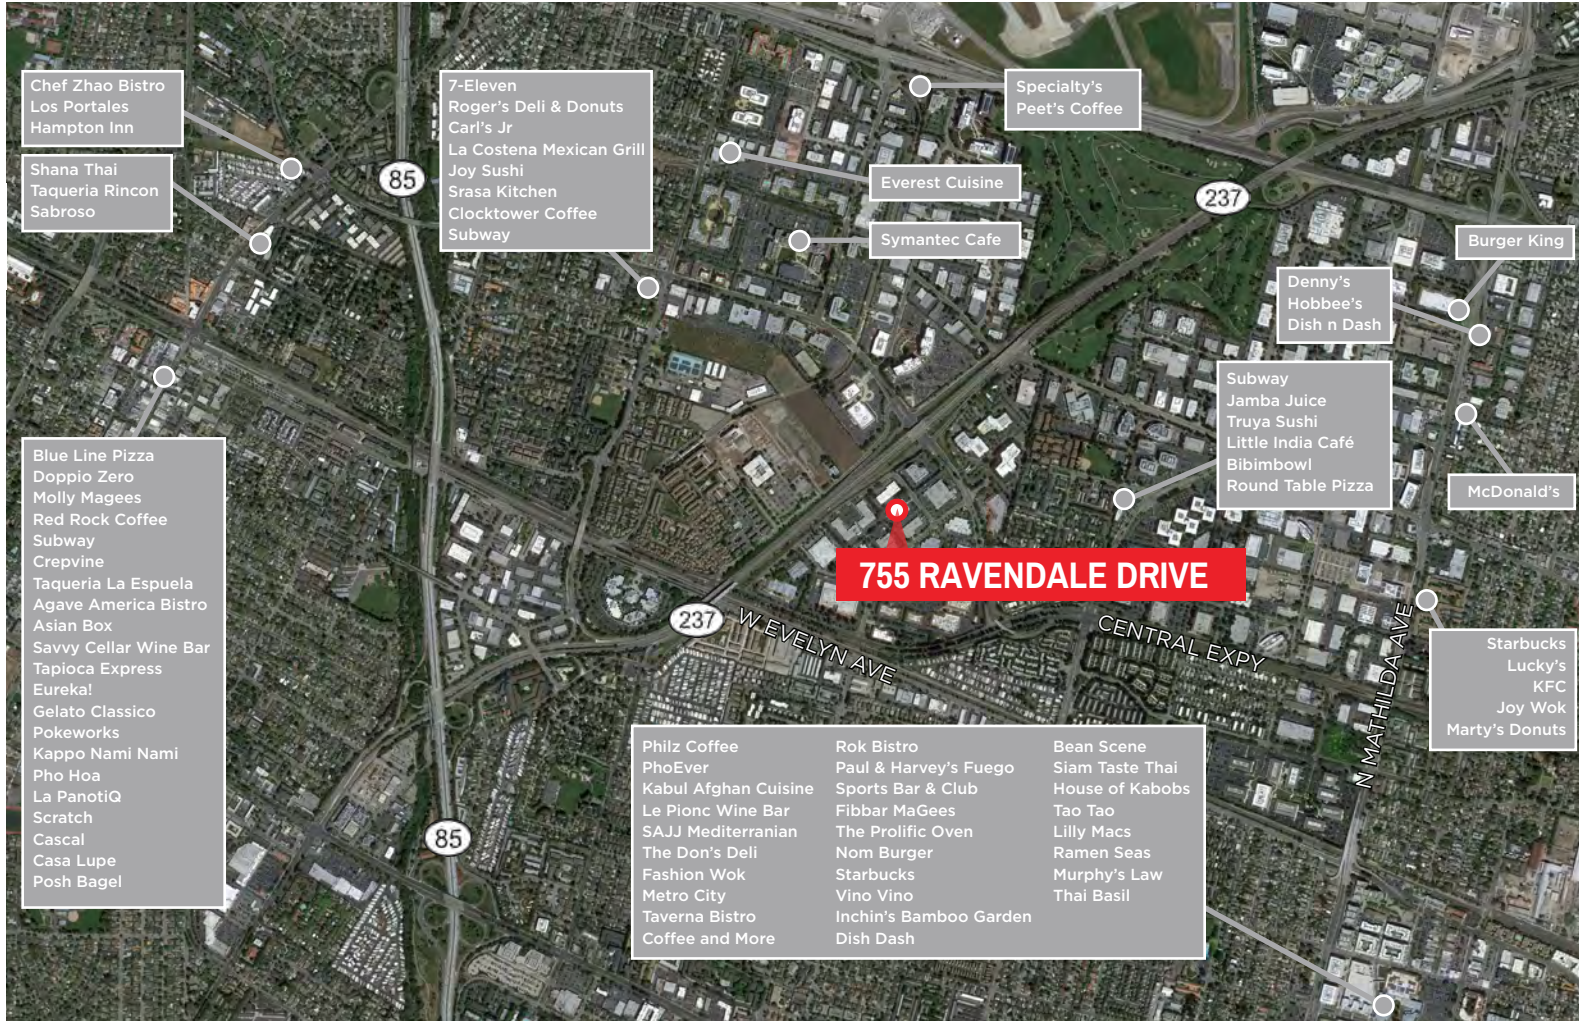 Chef Zhao Bistro
Los Portales
Hampton Inn
Shana Thai
Taqueria Rincon
Sabroso
85
7-Eleven
Roger's Deli & Donuts
Carl's Jr
La Costena Mexican Grill
Joy Sushi
Srasa Kitchen
Clocktower Coffee
Subway
Specialty's
Peet's Coffee
Everest Cuisine
Symantec Cafe
237
Burger King
Denny's
Hobbee's
Dish n Dash
Subway
Jamba Juice
Truya Sushi
Little India Café
Bibimbowl
Round Table Pizza
McDonald's
Blue Line Pizza
Doppio Zero
Molly Magees
Red Rock Coffee
Subway
Crepvine
Taqueria La Espuela
Agave America Bistro
Asian Box
Savvy Cellar Wine Bar
Tapioca Express
Eureka!
Gelato Classico
Pokeworks
Kappo Nami Nami
Pho Hoa
La PanotiQ
Scratch
Cascal
Casa Lupe
Posh Bagel
755 RAVENDALE DRIVE
237
W EVELYN AVE
CENTRAL EXPY
N MATHILDA AVE
Starbucks
Lucky's
KFC
Joy Wok
Marty's Donuts
85
Philz Coffee
PhoEver
Kabul Afghan Cuisine
Le Pionc Wine Bar
SAJJ Mediterranian
The Don's Deli
Fashion Wok
Metro City
Taverna Bistro
Coffee and More
Rok Bistro
Paul & Harvey's Fuego
Sports Bar & Club
Fibbar MaGees
The Prolific Oven
Nom Burger
Starbucks
Vino Vino
Inchin's Bamboo Garden
Dish Dash
Bean Scene
Siam Taste Thai
House of Kabobs
Tao Tao
Lilly Macs
Ramen Seas
Murphy's Law
Thai Basil